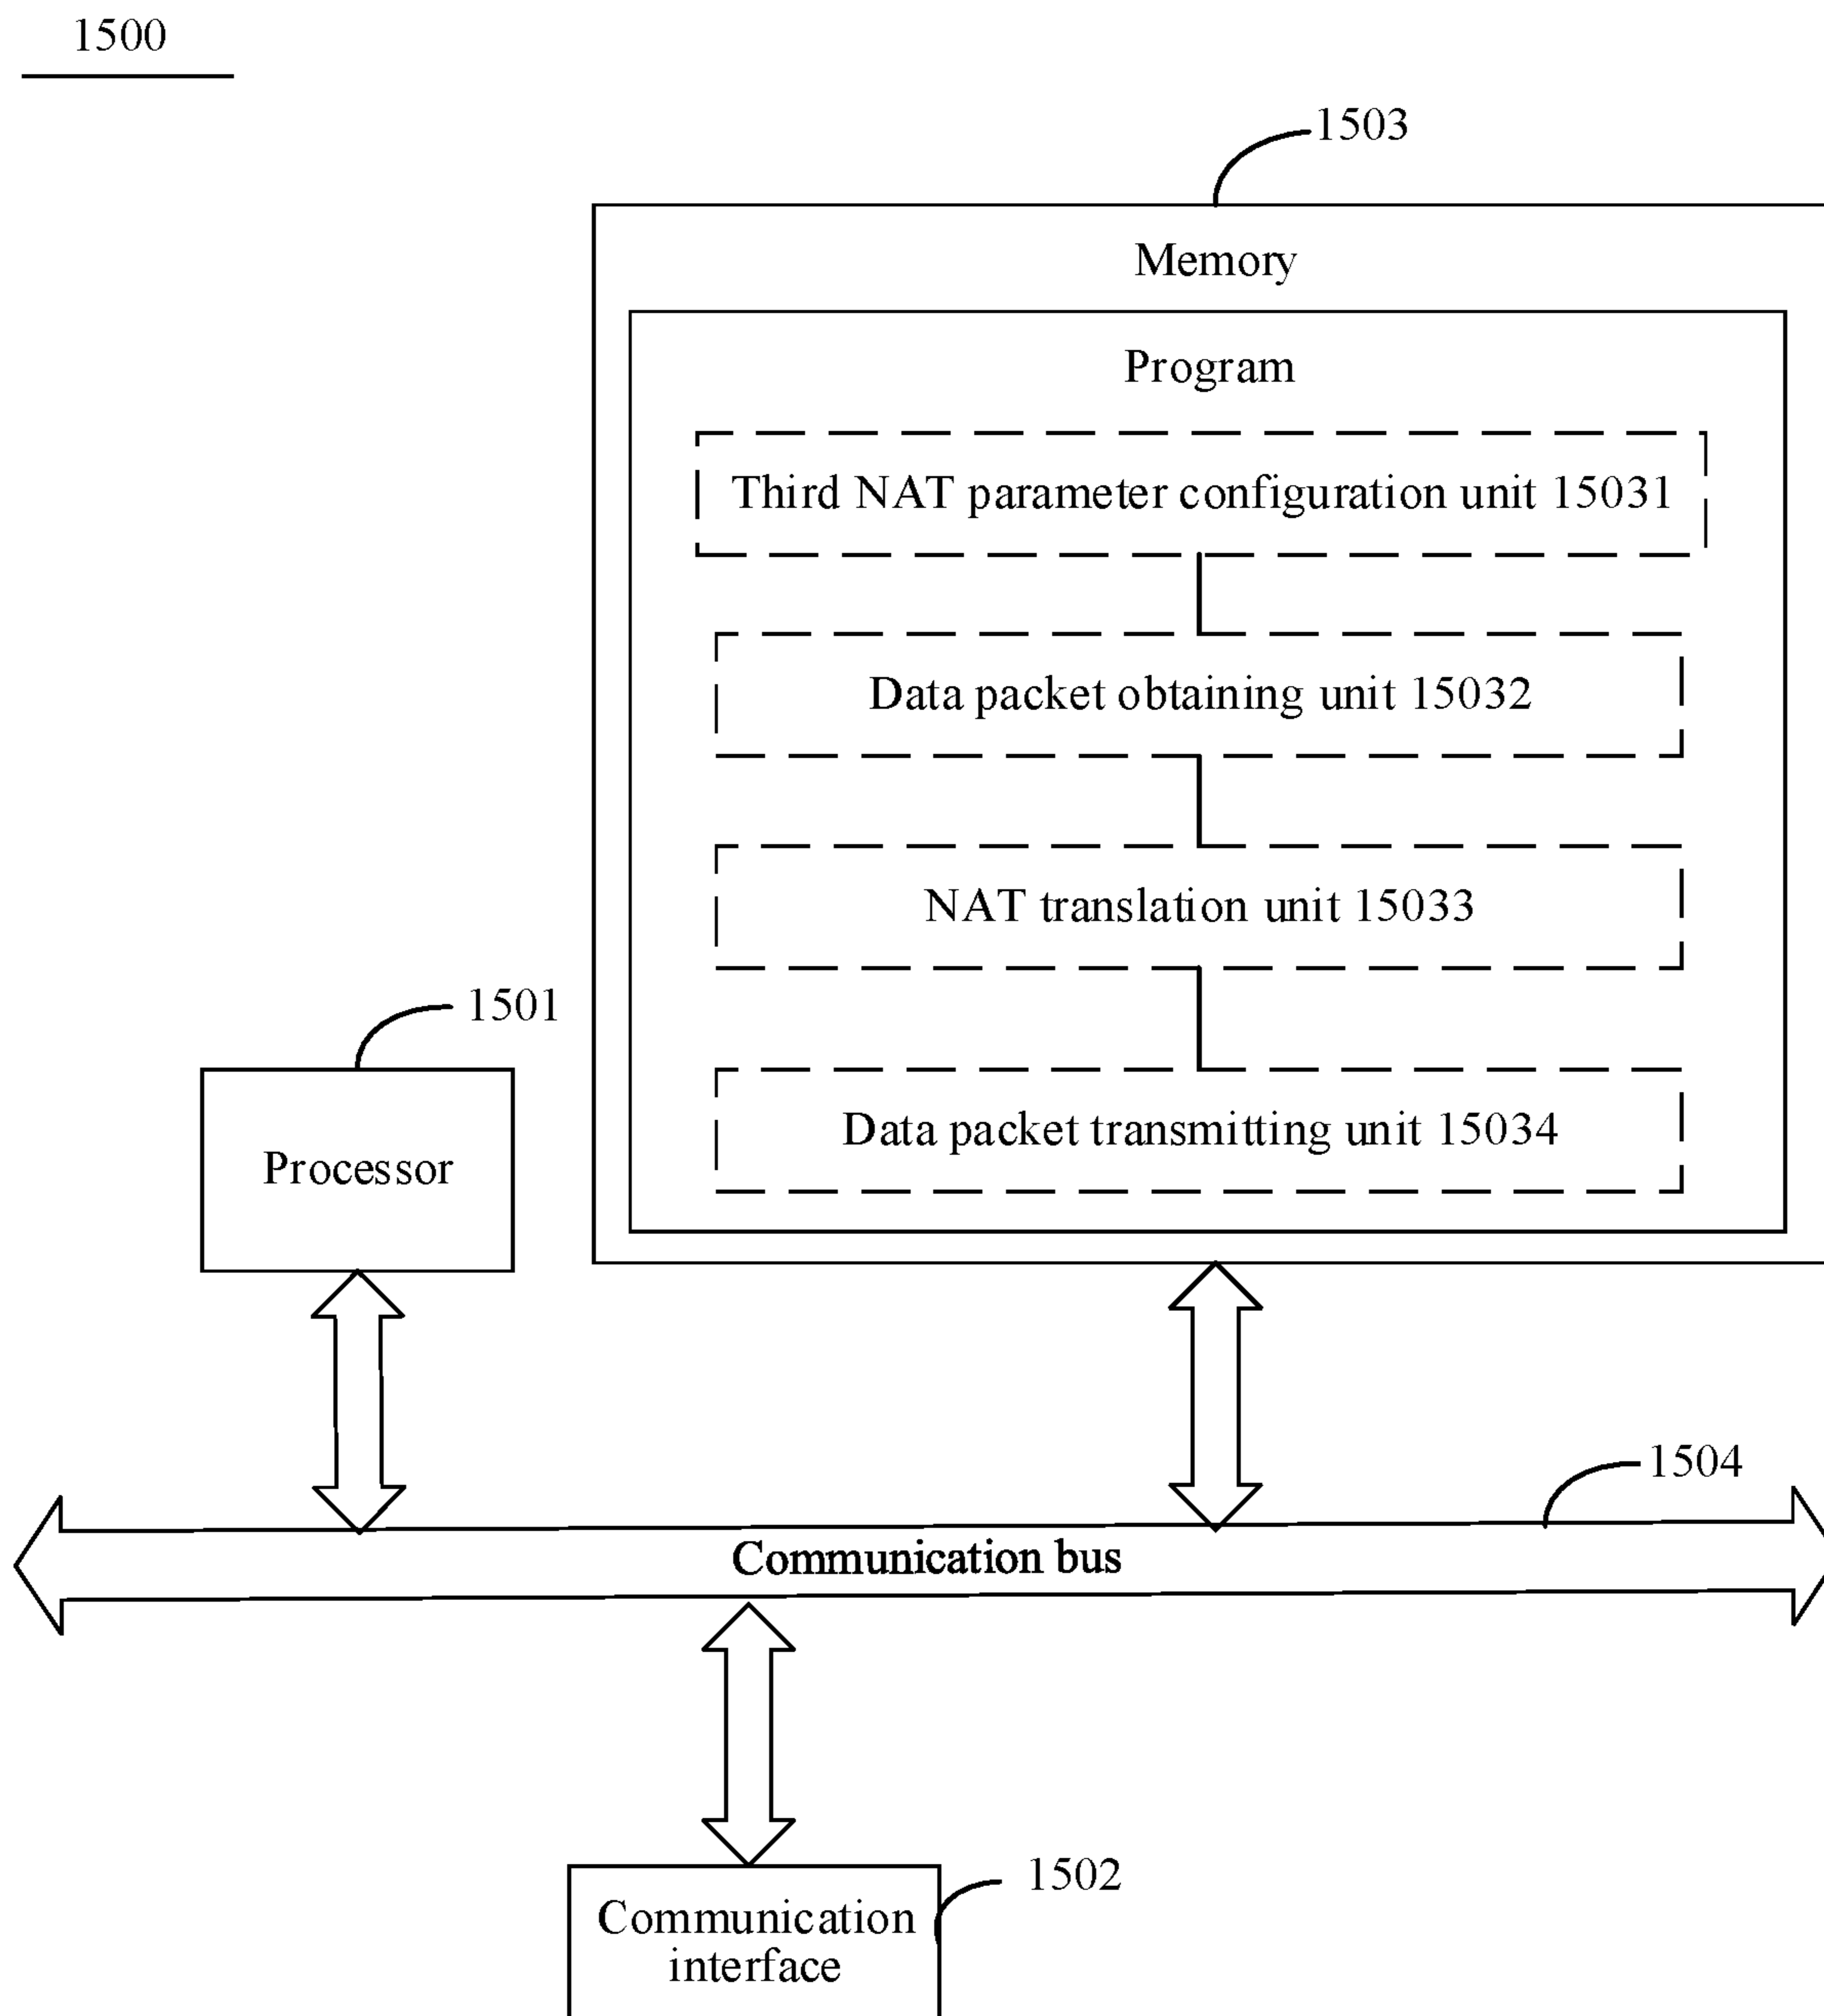 1500
1503
Memory
Program
Third NAT parameter configuration unit 15031
Data packet obtaining unit 15032
NAT translation unit 15033
Data packet transmitting unit 15034
1501
Processor
1504
Communication bus
1502
Communication
interface